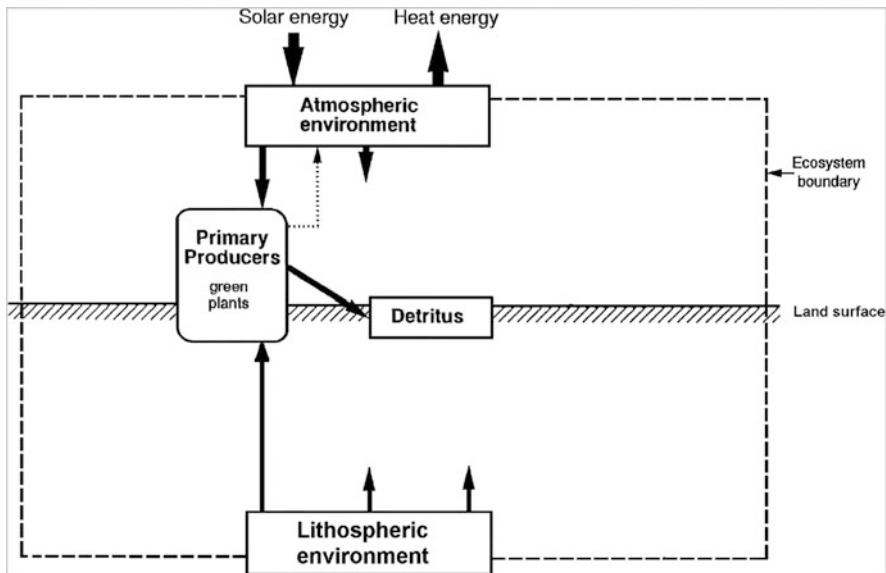 Solar energy
Heat energy
Atmospheric
environment
Ecosystem
boundary
Primary
Producers
green
plants
Detritus
Land surface
Lithospheric
environment